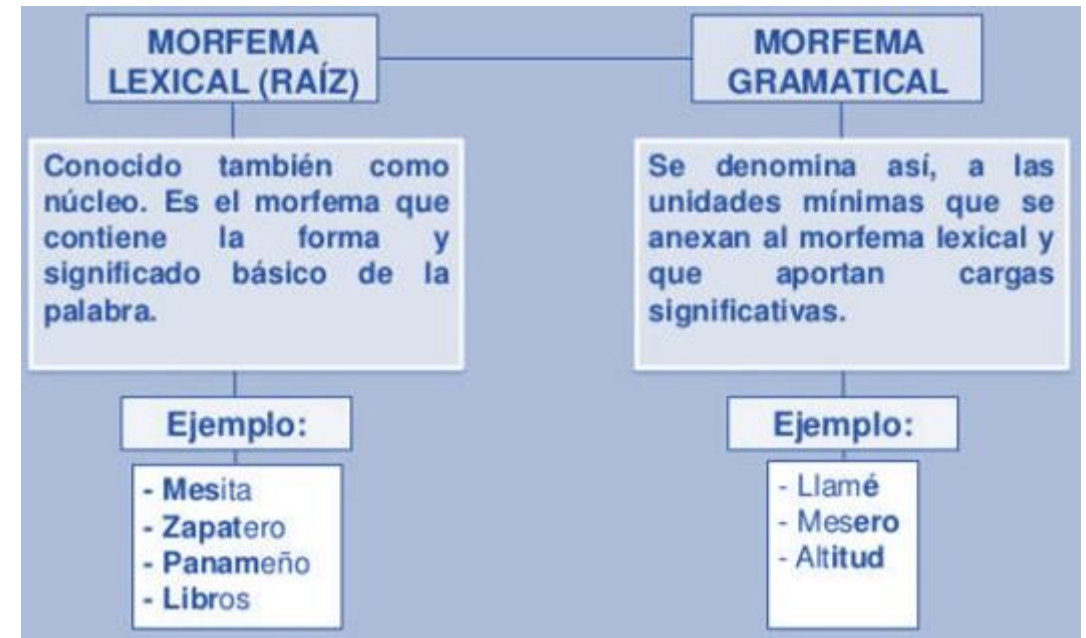 MORFEMA
LEXICAL (RAÍZ)
Conocido también como
núcleo. Es el morfema que
contiene la forma y
significado básico de la
palabra.
Ejemplo:
- Mesita
- Zapatero
- Panameño
- Libros
MORFEMA
GRAMATICAL
Se denomina así, a las
unidades mínimas que se
anexan al morfema lexical y
que aportan cargas
significativas.
Ejemplo:
- Llamé
- Mesero
- Altitud